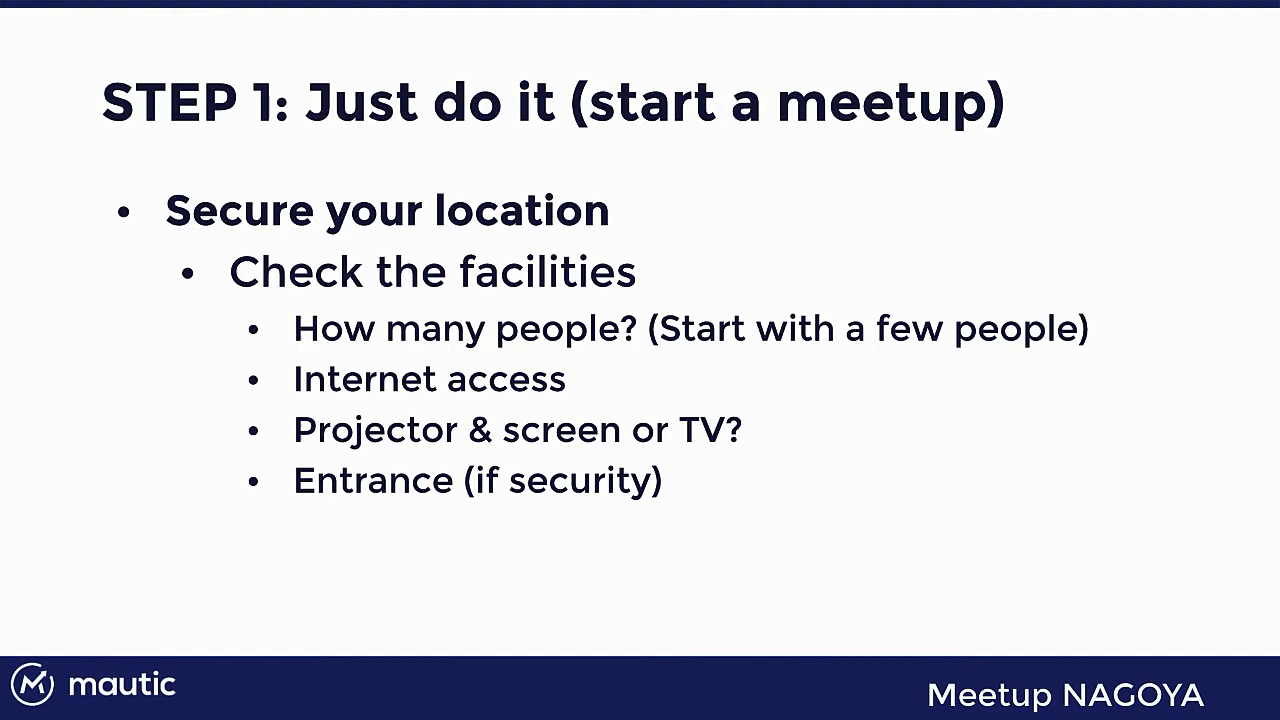 STEP 1: Just do it (start a meetup)
• Secure your location
• Check the facilities
• How many people? (Start with a few people)
• Internet access
• Projector & screen or TV?
• Entrance (if security)
mautic
Meetup NAGOYA